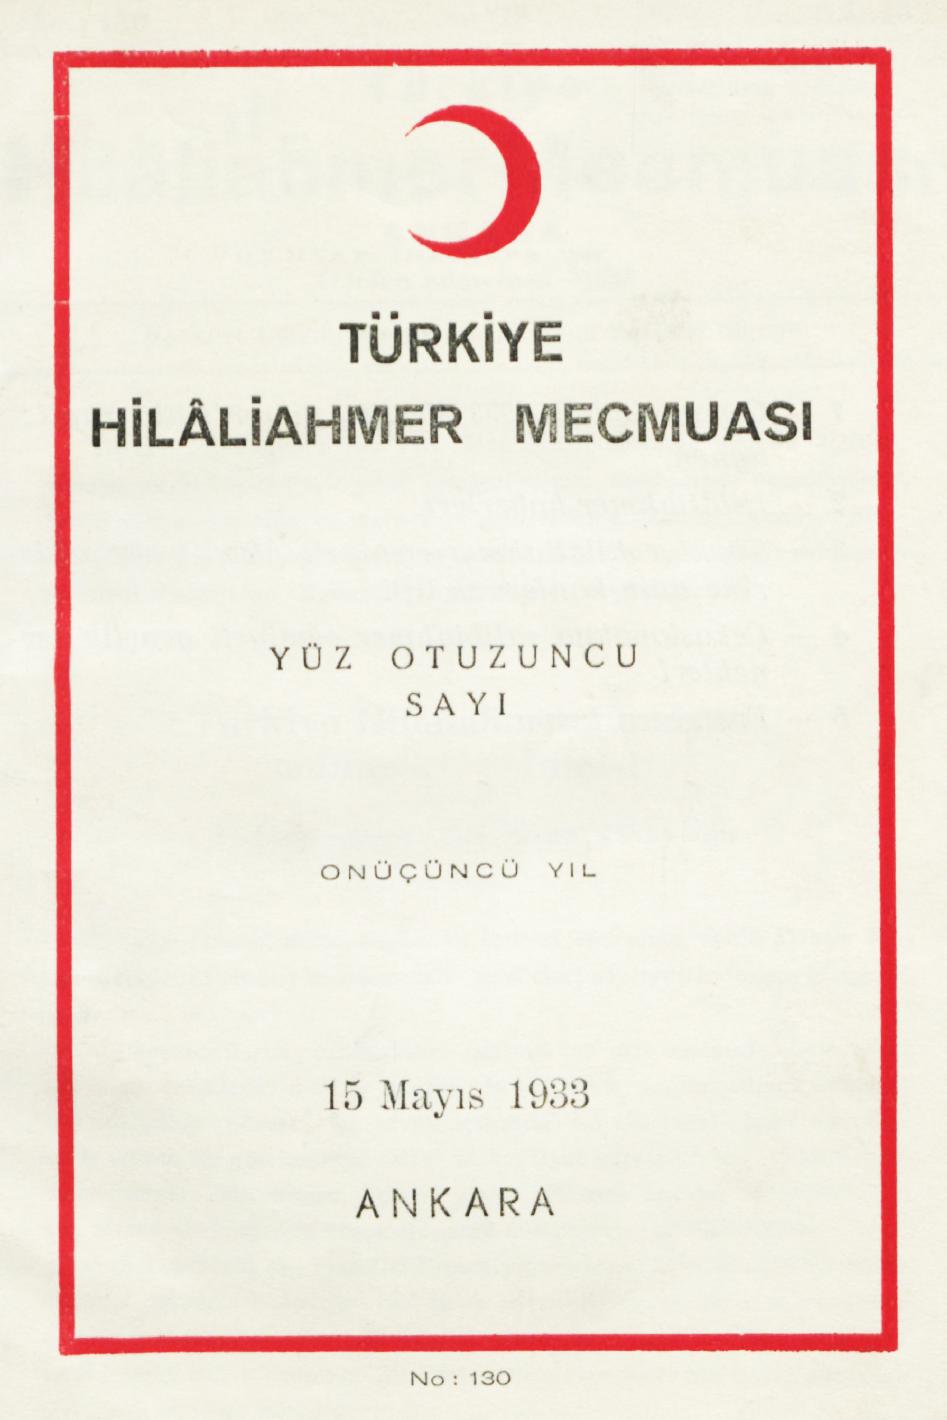 TÜRKİYE
HİLÂLİAHMER MECMUASI
YÜZ OTUZUNCU
SAYI
ONÜÇÜNCÜ YIL
15 Mayıs 1933
ANKARA
No : 130